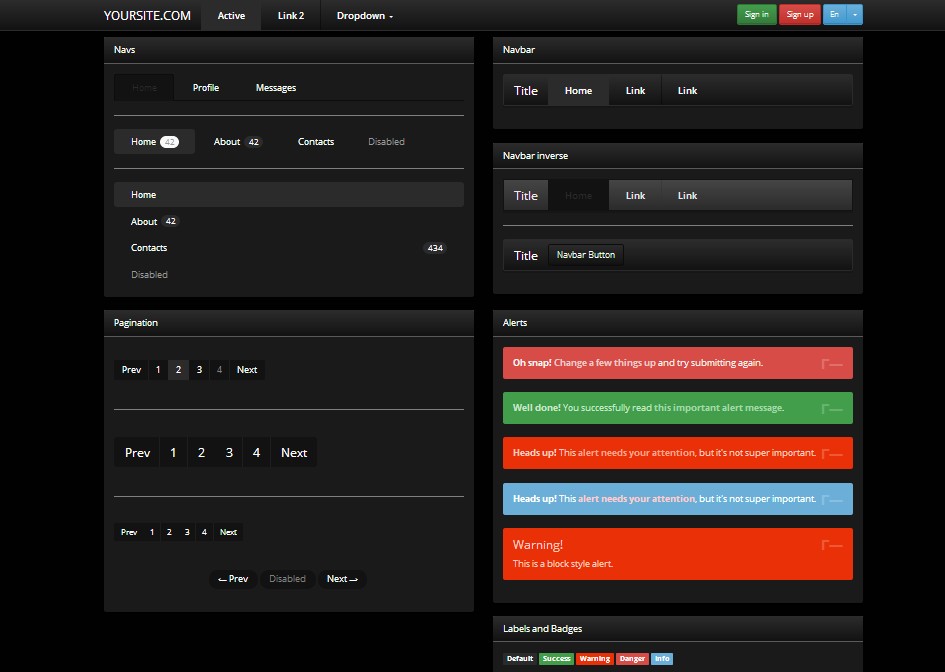 YOURSITE.COM Active Link 2 Dropdown Sign in Sign up En
Navs
Home Profile Messages
Home 42 About 42 Contacts Disabled
Home
About 42
Contacts 434
Disabled
Navbar
Title Home Link Link
Navbar inverse
Title Home Link Link
Title Navbar Button
Pagination
Prev 1 2 3 4 Next
Prev 1 2 3 4 Next
Prev 1 2 3 4 Next
← Prev Disabled Next →
Alerts
Oh snap! Change a few things up and try submitting again.
Well done! You successfully read this important alert message.
Heads up! This alert needs your attention, but it's not super important.
Heads up! This alert needs your attention, but it's not super important.
Warning!
This is a block style alert.
Labels and Badges
Default Success Warning Danger Info